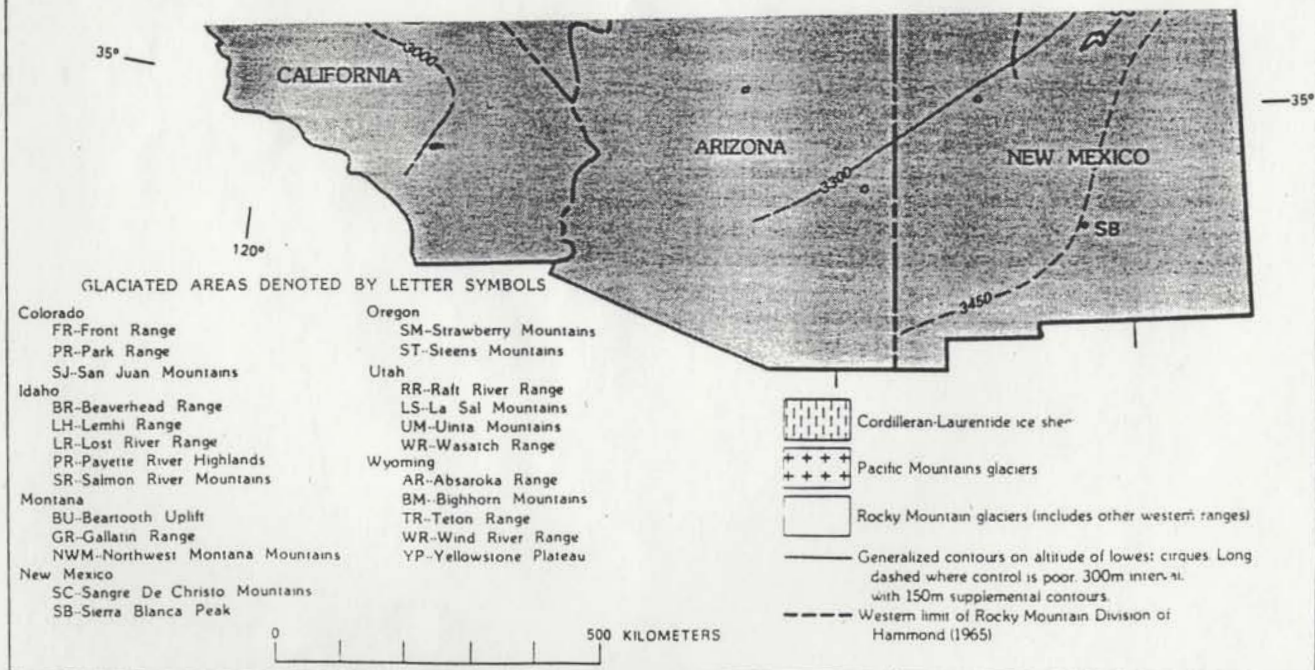 35°
3000
CALIFORNIA
35°
ARIZONA
NEW MEXICO
3300
SB
120°
3450
GLACIATED AREAS DENOTED BY LETTER SYMBOLS
Colorado
FR--Front Range
PR--Park Range
SJ--San Juan Mountains
Idaho
BR--Beaverhead Range
LH--Lemhi Range
LR--Lost River Range
PR--Payette River Highlands
SR--Salmon River Mountains
Montana
BU--Beartooth Uplift
GR--Gallatin Range
NWM--Northwest Montana Mountains
New Mexico
SC--Sangre De Christo Mountains
SB--Sierra Blanca Peak
Oregon
SM--Strawberry Mountains
ST--Steens Mountains
Utah
RR--Raft River Range
LS--La Sal Mountains
UM--Uinta Mountains
WR--Wasatch Range
Wyoming
AR--Absaroka Range
BM--Bighhorn Mountains
TR--Teton Range
WR--Wind River Range
YP--Yellowstone Plateau
Cordilleran-Laurentide ice
Pacific Mountains glaciers
Rocky Mountain glaciers (includes other western ranges)
Generalized contours on altitude of lowest cirques. Long
dashed where control is poor. 300m
with 150m supplemental contours.
Western limit of Rocky Mountain Division of
Hammond (1965)
0 500 KILOMETERS